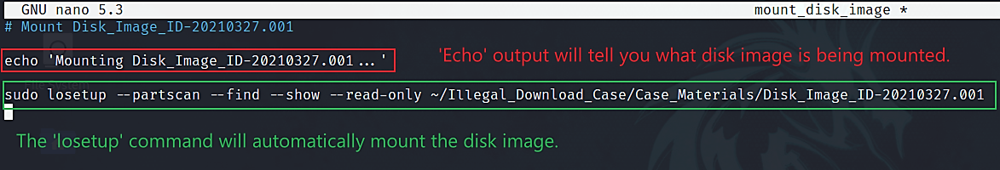 GNU nano 5.3 mount_disk_image *
# Mount Disk_Image_ID-20210327.001
echo 'Mounting Disk_Image_ID-20210327.001...' 'Echo' output will tell you what disk image is being mounted.
sudo losetup --partscan --find --show --read-only ~/Illegal_Download_Case/Case_Materials/Disk_Image_ID-20210327.001
The 'losetup' command will automatically mount the disk image.